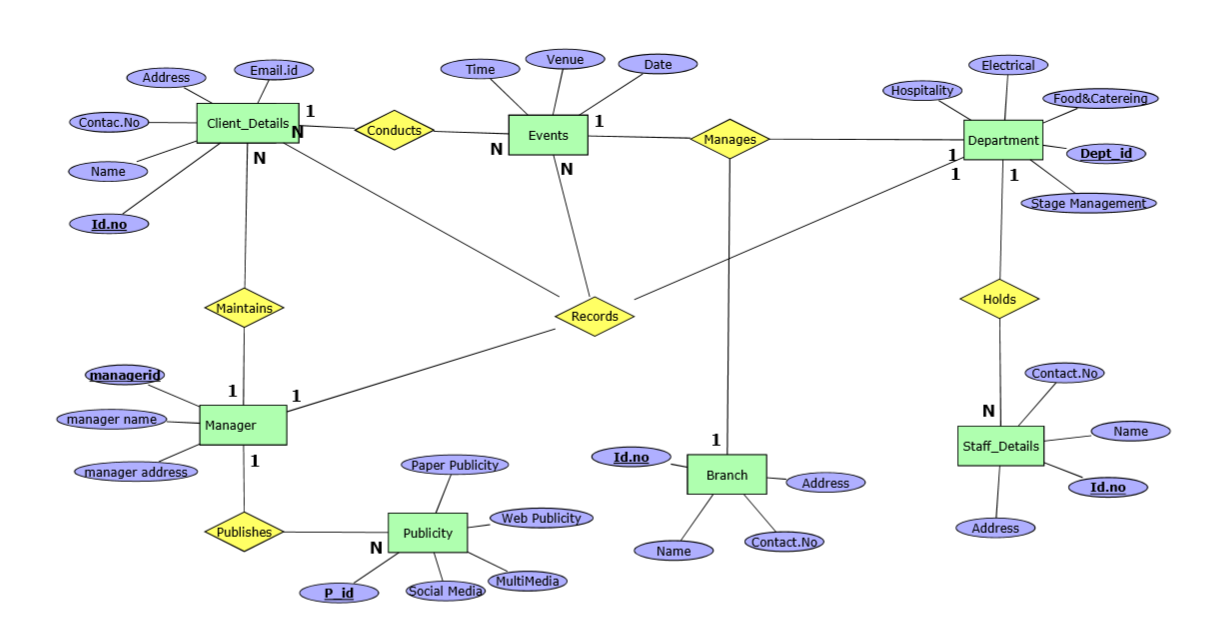 Email.id
Address
Contac.No
Name
Id.no
Client_Details
1
N
N
Conducts
Time
Venue
Date
Events
1
N
N
Manages
Electrical
Hospitality
Food&Catereing
Department
Dept_id
Stage Management
1
1
1
Maintains
Records
Holds
managerid
manager name
manager address
1
1
Manager
1
Contact.No
N
Staff_Details
Name
Id.no
Address
1
Id.no
Branch
Address
Name
Contact.No
Publishes
Paper Publicity
Web Publicity
Publicity
N
P_id
Social Media
MultiMedia